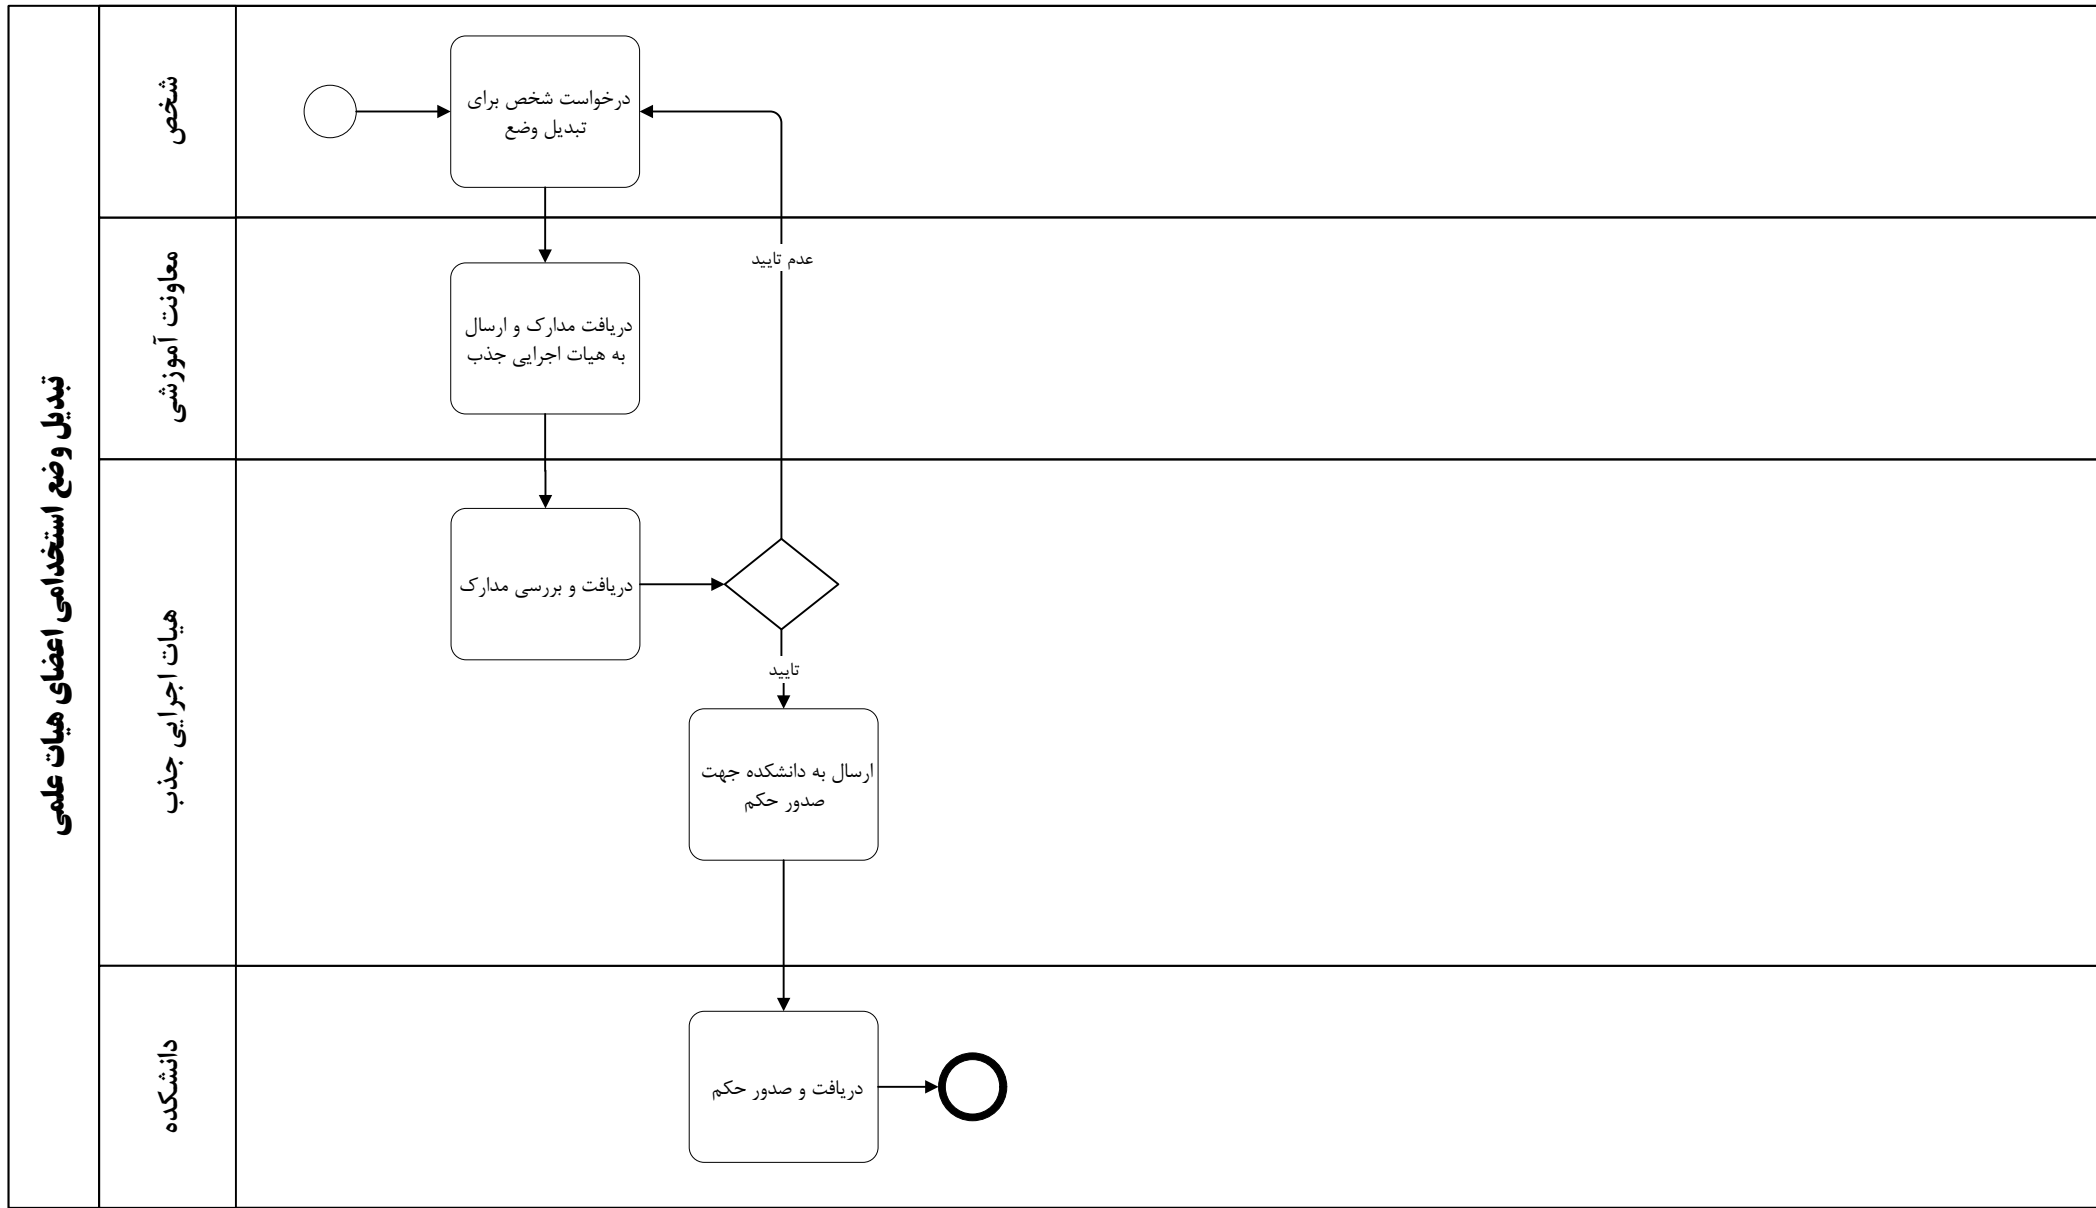 تبدیل وضع استخدامی اعضای هیات علمی
شخص
درخواست شخص برای
تبدیل وضع
معاونت آموزشی
دریافت مدارک و ارسال
به هیات اجرایی جذب
عدم تایید
هیات اجرایی جذب
دریافت و بررسی مدارک
تایید
ارسال به دانشکده جهت
صدور حکم
دانشکده
دریافت و صدور حکم